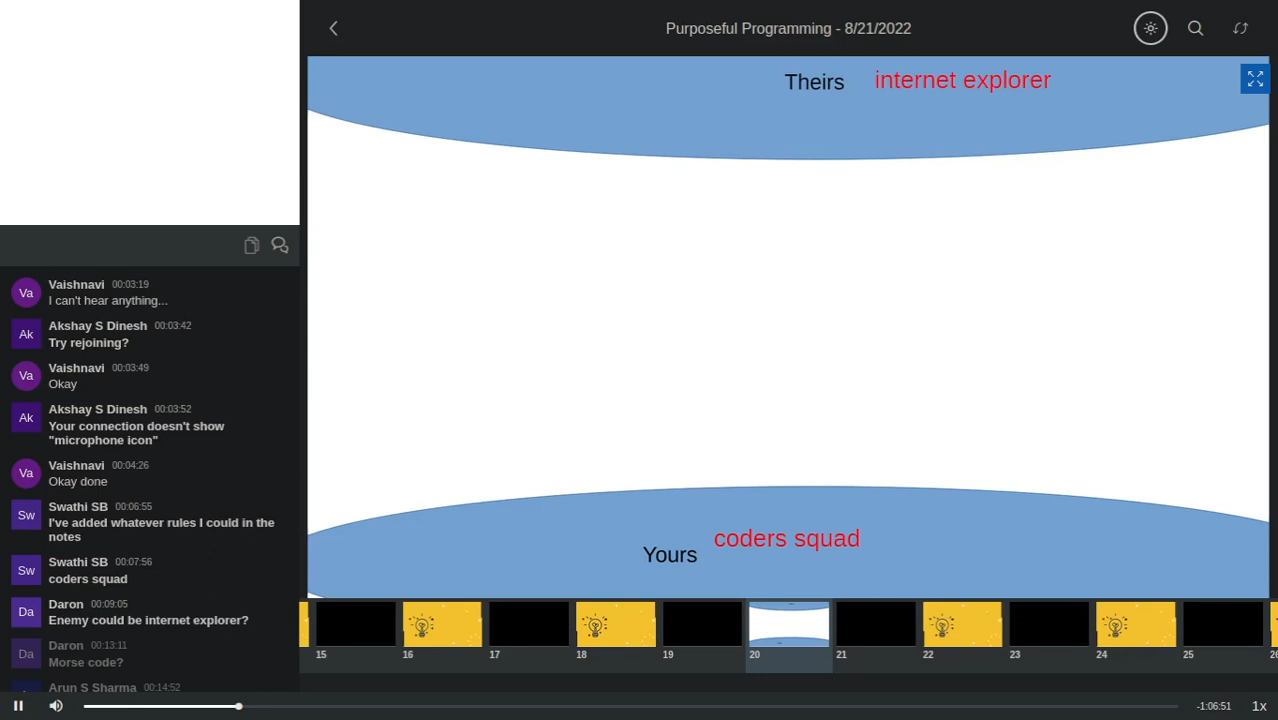 Purposeful Programming - 8/21/2022
Theirs internet explorer
coders squad
Yours
Va Vaishnavi 00:03:19
I can't hear anything...
Ak Akshay S Dinesh 00:03:42
Try rejoining?
Va Vaishnavi 00:03:49
Okay
Ak Akshay S Dinesh 00:03:52
Your connection doesn't show
"microphone icon"
Va Vaishnavi 00:04:26
Okay done
Sw Swathi SB 00:06:55
I've added whatever rules I could in the
notes
Sw Swathi SB 00:07:56
coders squad
Da Daron 00:09:05
Enemy could be internet explorer?
Da Daron 00:13:11
Morse code?
Arun S Sharma 00:14:52
15 16 17 18 19 20 21 22 23 24 25
-1:06:51 1x